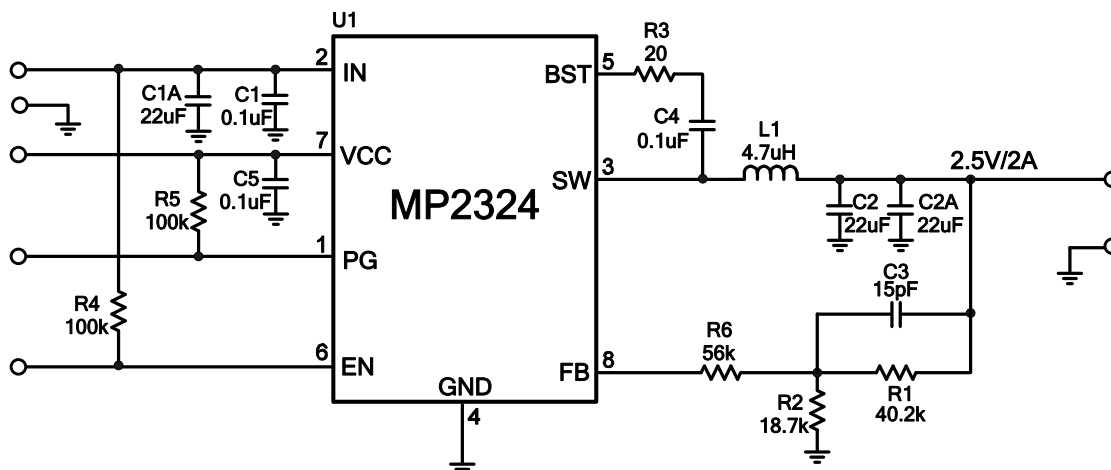 U1
2
IN
C1A
22uF
C1
0.1uF
7
VCC
R5
100k
C5
0.1uF
1
PG
R4
100k
6
EN
MP2324
GND
4
5
BST
R3
20
C4
0.1uF
3
SW
L1
4.7uH
2.5V/2A
C2
22uF
C2A
22uF
C3
15pF
8
FB
R6
56k
R2
18.7k
R1
40.2k